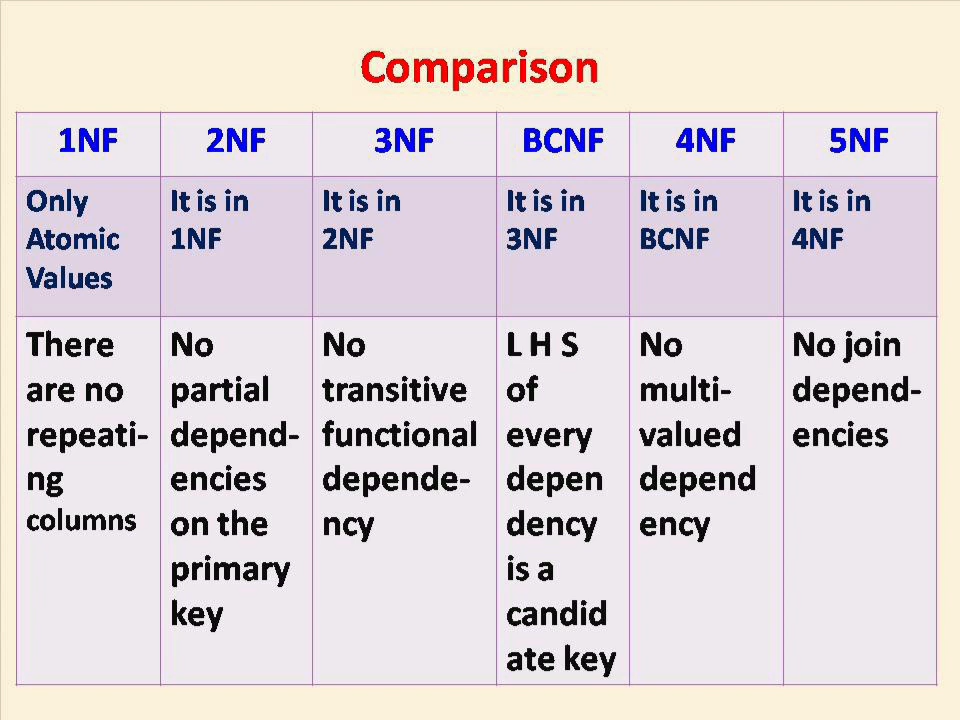 Comparison
1NF 2NF 3NF BCNF 4NF 5NF
Only
Atomic
Values
It is in
1NF
It is in
2NF
It is in
3NF
It is in
BCNF
It is in
4NF
There
are no
repeati-
ng
columns
No
partial
depend-
encies
on the
primary
key
No
transitive
functional
depende-
ncy
L H S
of
every
depen
dency
is a
candid
ate key
No
multi-
valued
depend
ency
No join
depend-
encies